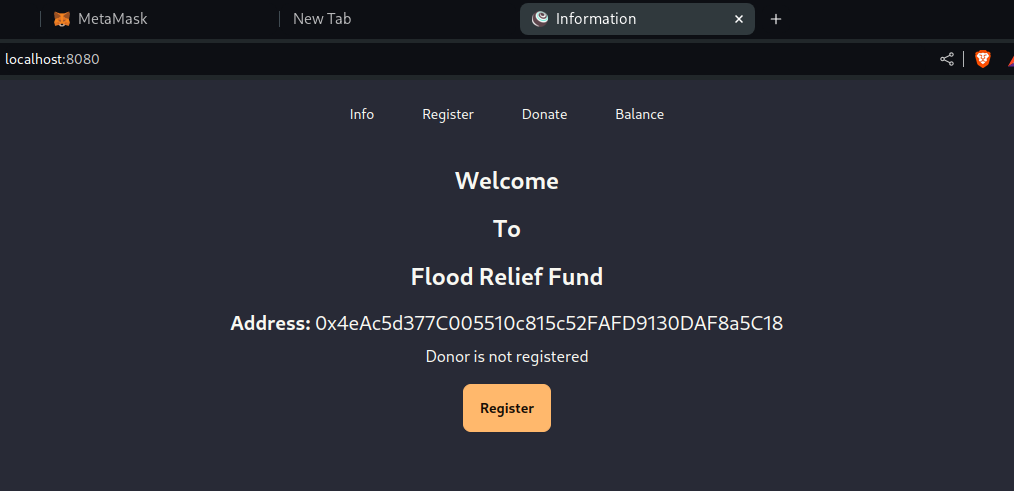 MetaMask New Tab Information
localhost:8080
Info Register Donate Balance
Welcome
To
Flood Relief Fund
Address: 0x4eAc5d377C005510c815c52FAFD9130DAF8a5C18
Donor is not registered
Register